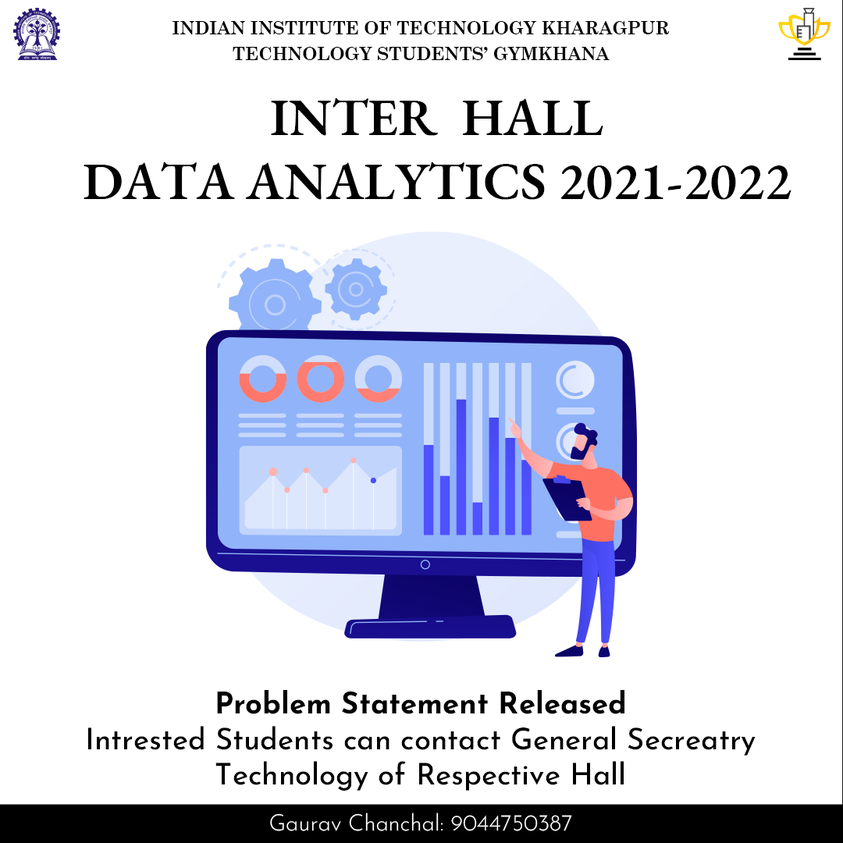 INDIAN INSTITUTE OF TECHNOLOGY KHARAGPUR
TECHNOLOGY STUDENTS’ GYMKHANA
INTER HALL
DATA ANALYTICS 2021-2022
Problem Statement Released
Intrested Students can contact General Secreatry
Technology of Respective Hall
Gaurav Chanchal: 9044750387